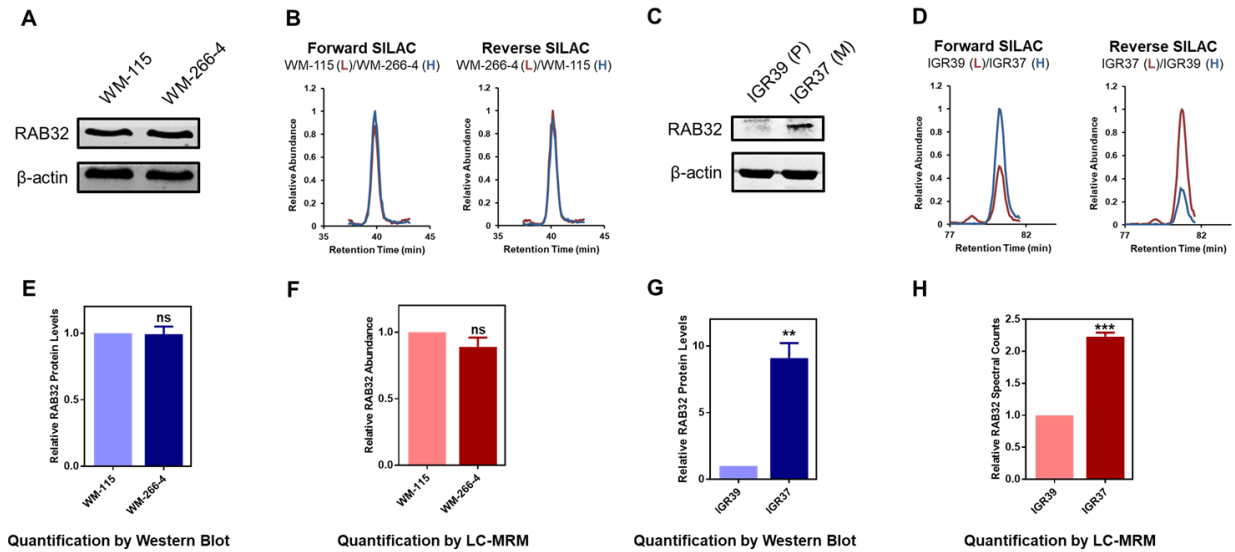 A
WM-115
WM-266-4
RAB32
β-actin
B
Forward SILAC
WM-115 (L)/WM-266-4 (H)
Relative Abundance
1
0.8
0.6
0.4
0.2
0
35
40
45
Retention Time (min)
Reverse SILAC
WM-266-4 (L)/WM-115 (H)
Relative Abundance
1
0.8
0.6
0.4
0.2
0
35
40
45
Retention Time (min)
C
IGR39 (P)
IGR37 (M)
RAB32
β-actin
D
Forward SILAC
IGR39 (L)/IGR37 (H)
Relative Abundance
1.2
1
0.8
0.6
0.4
0.2
0
77
82
Retention Time (min)
Reverse SILAC
IGR37 (L)/IGR39 (H)
Relative Abundance
1.2
1
0.8
0.6
0.4
0.2
0
77
82
Retention Time (min)
E
Relative RAB32 Protein Levels
1.0
0.5
0.0
ns
WM-115
WM-266-4
Quantification by Western Blot
F
Relative RAB32 Abundance
1.0
0.5
0.0
ns
WM-115
WM-266-4
Quantification by LC-MRM
G
Relative RAB32 Protein Levels
10
5
0
**
IGR39
IGR37
Quantification by Western Blot
H
Relative RAB32 Spectral Counts
2.5
2.0
1.5
1.0
0.5
0.0
***
IGR39
IGR37
Quantification by LC-MRM